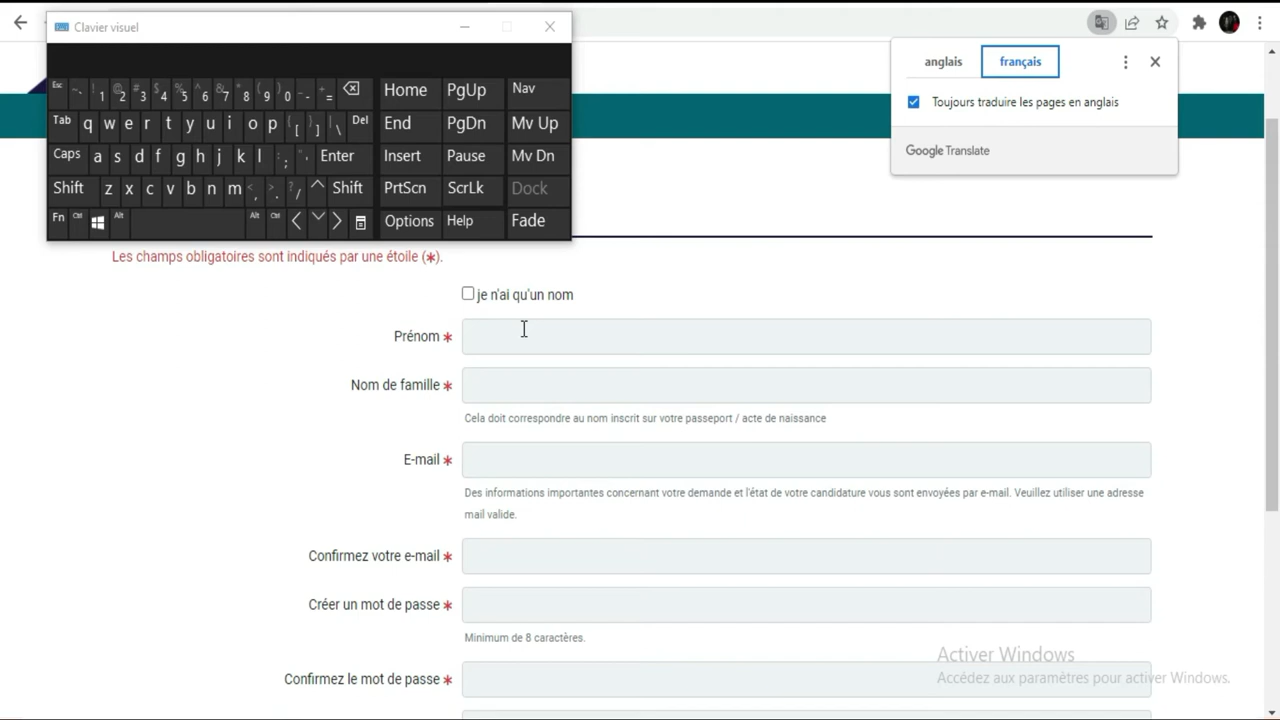 Clavier visuel
Esc ~ ` ! 1 @ 2 # 3 $ 4 % 5 ^ 6 & 7 * 8 ( 9 ) 0 _ - + = Home PgUp Nav
Tab q w e r t y u i o p { [ } ] | \ Del End PgDn Mv Up
Caps a s d f g h j k l : ; " ' Enter Insert Pause Mv Dn
Shift z x c v b n m < , > . ? / Shift PrtScn ScrLk Dock
Fn Ctrl Alt Alt Ctrl Options Help Fade
anglais français
Toujours traduire les pages en anglais
Google Translate
Les champs obligatoires sont indiqués par une étoile (∗).
je n'ai qu'un nom
Prénom ∗
Nom de famille ∗
Cela doit correspondre au nom inscrit sur votre passeport / acte de naissance
E-mail ∗
Des informations importantes concernant votre demande et l'état de votre candidature vous sont envoyées par e-mail. Veuillez utiliser une adresse
mail valide.
Confirmez votre e-mail ∗
Créer un mot de passe ∗
Minimum de 8 caractères.
Confirmez le mot de passe ∗
Activer Windows
Accédez aux paramètres pour activer Windows.